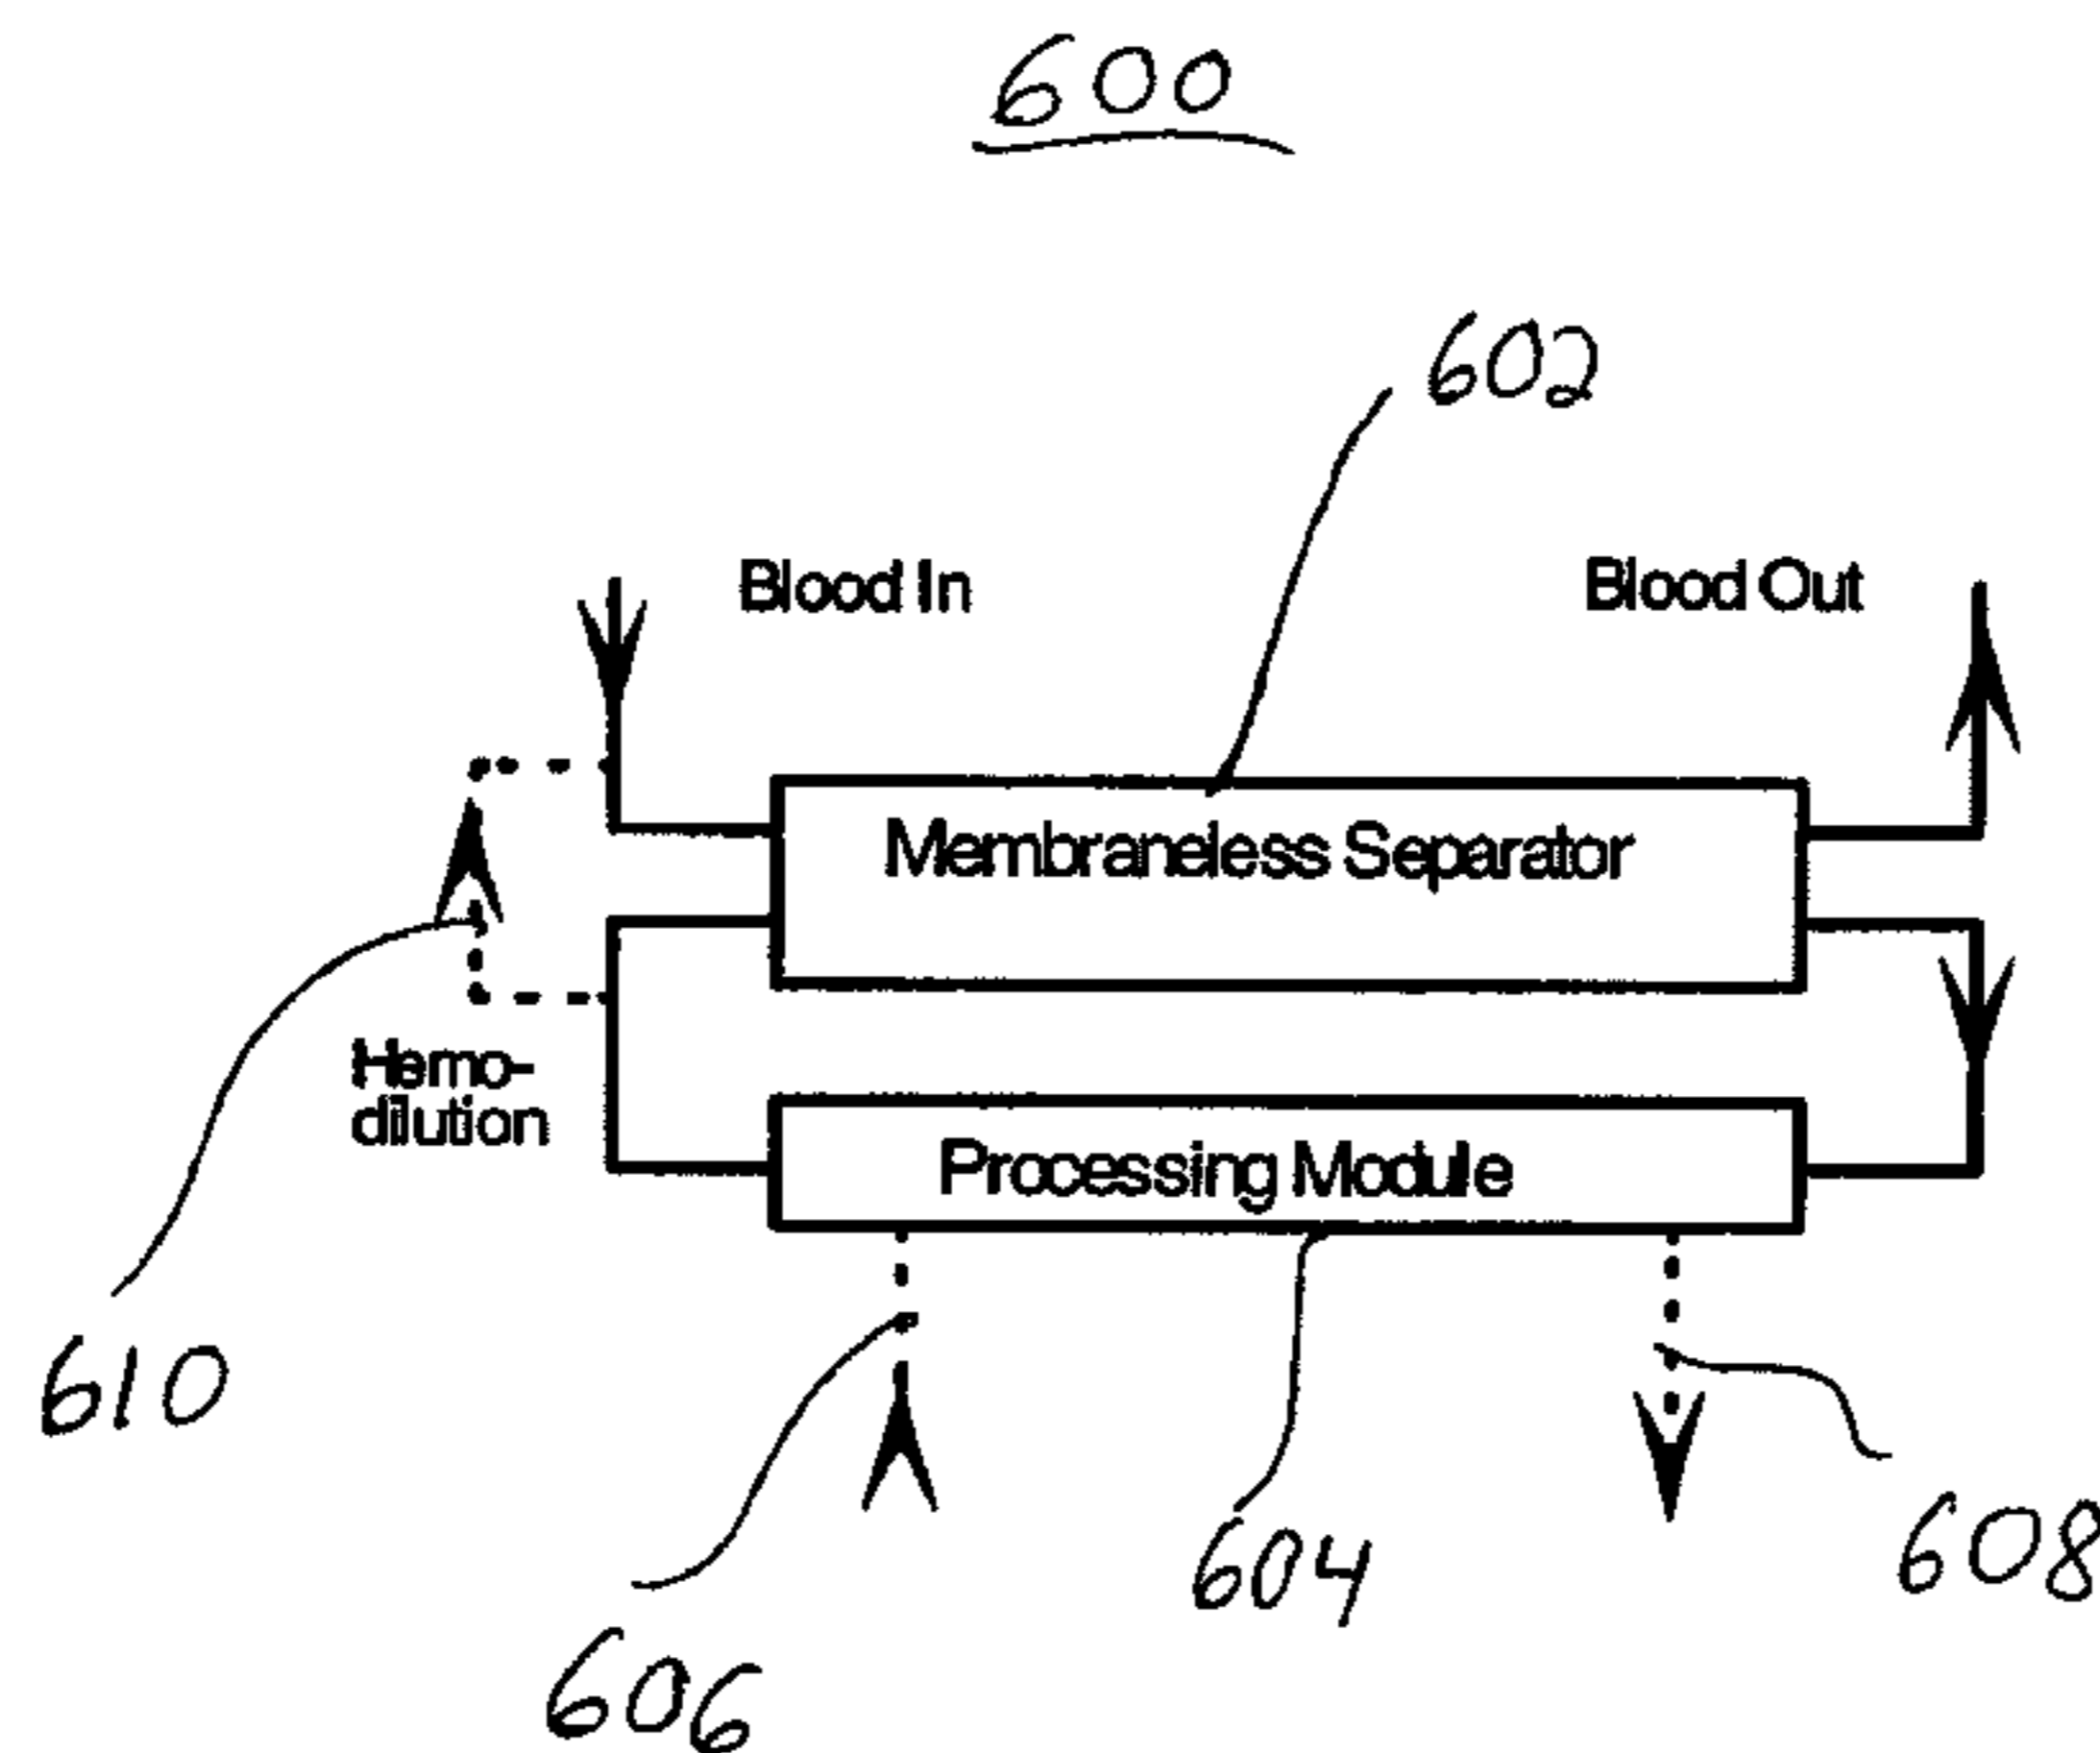 600
602
Blood In
Blood Out
Membraneless Separator
Hemo-
dilution
Processing Module
610
606
604
608